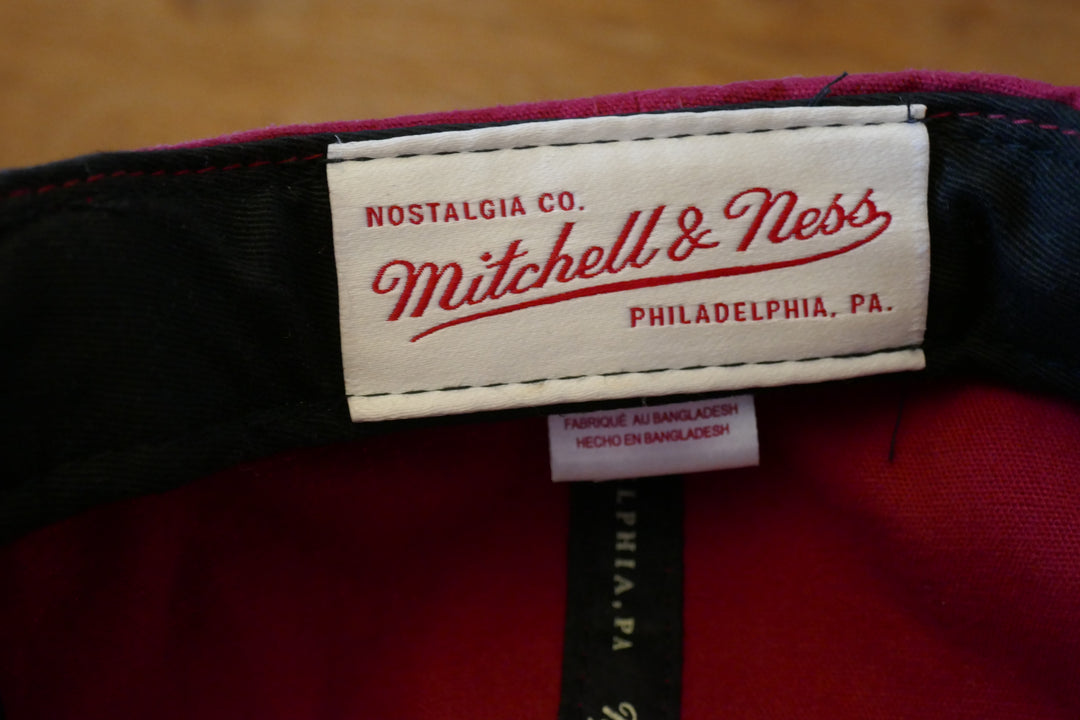 NOSTALGIA CO.
Mitchell & Ness
PHILADELPHIA, PA.
FABRIQUÉ AU BANGLADESH
HECHO EN BANGLADESH
LPHIA, PA